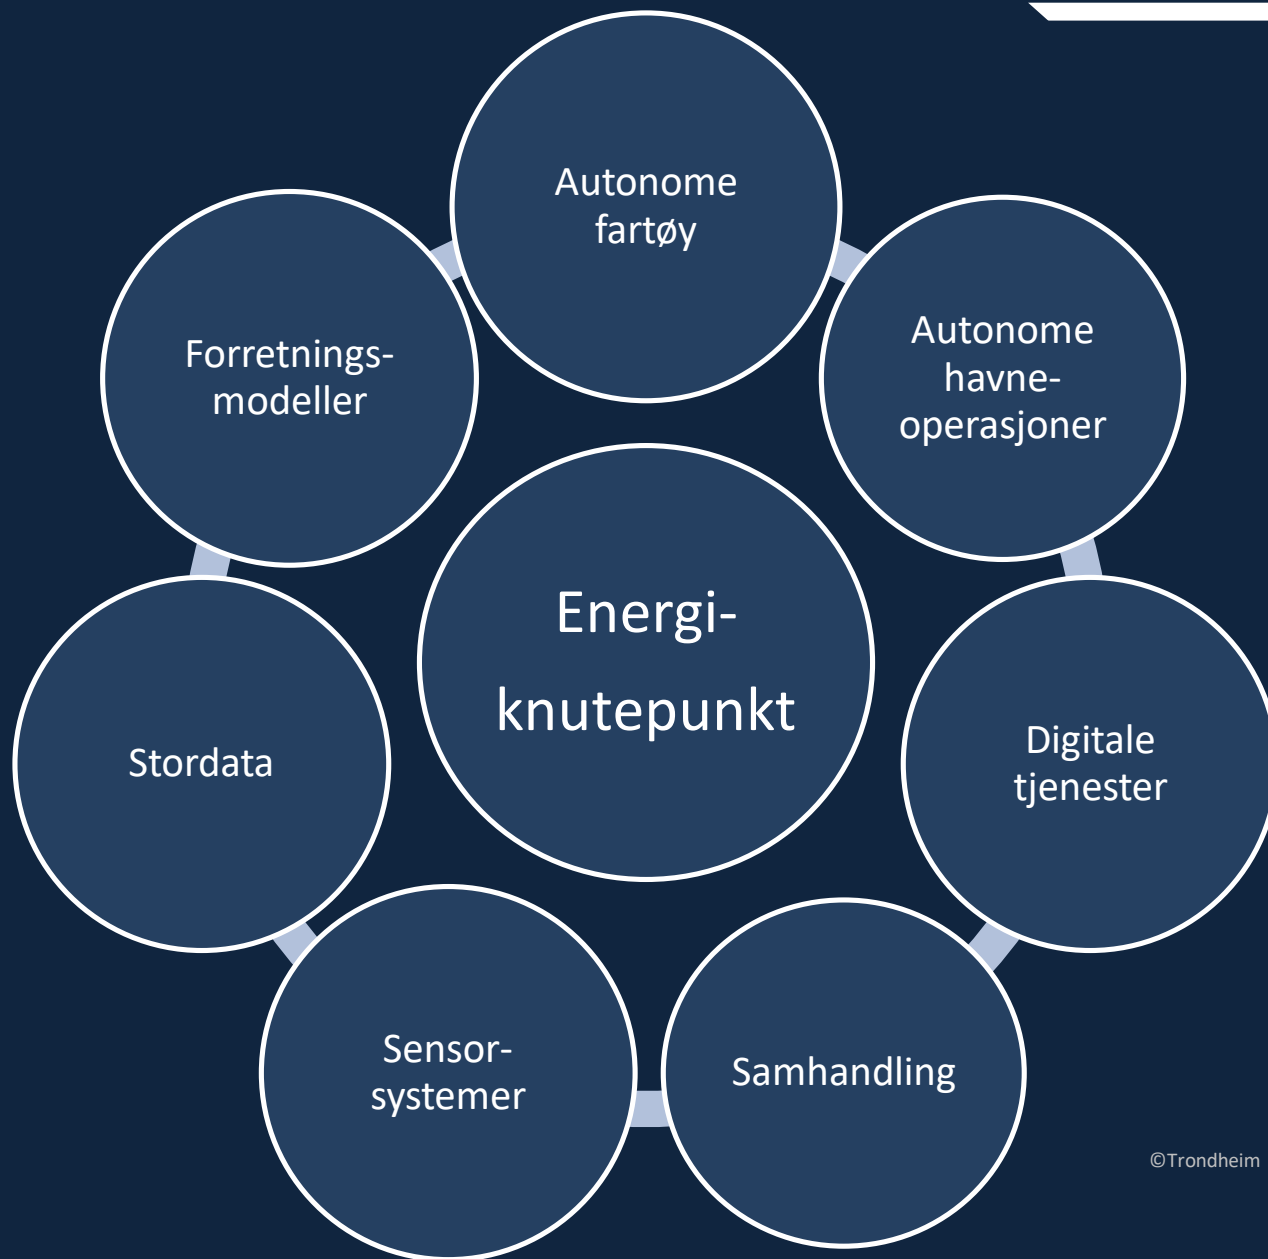 Autonome
fartøy
Autonome
havne-
operasjoner
Forretnings-
modeller
Energi-
knutepunkt
Digitale
tjenester
Stordata
Sensor-
systemer
Samhandling
©Trondheim